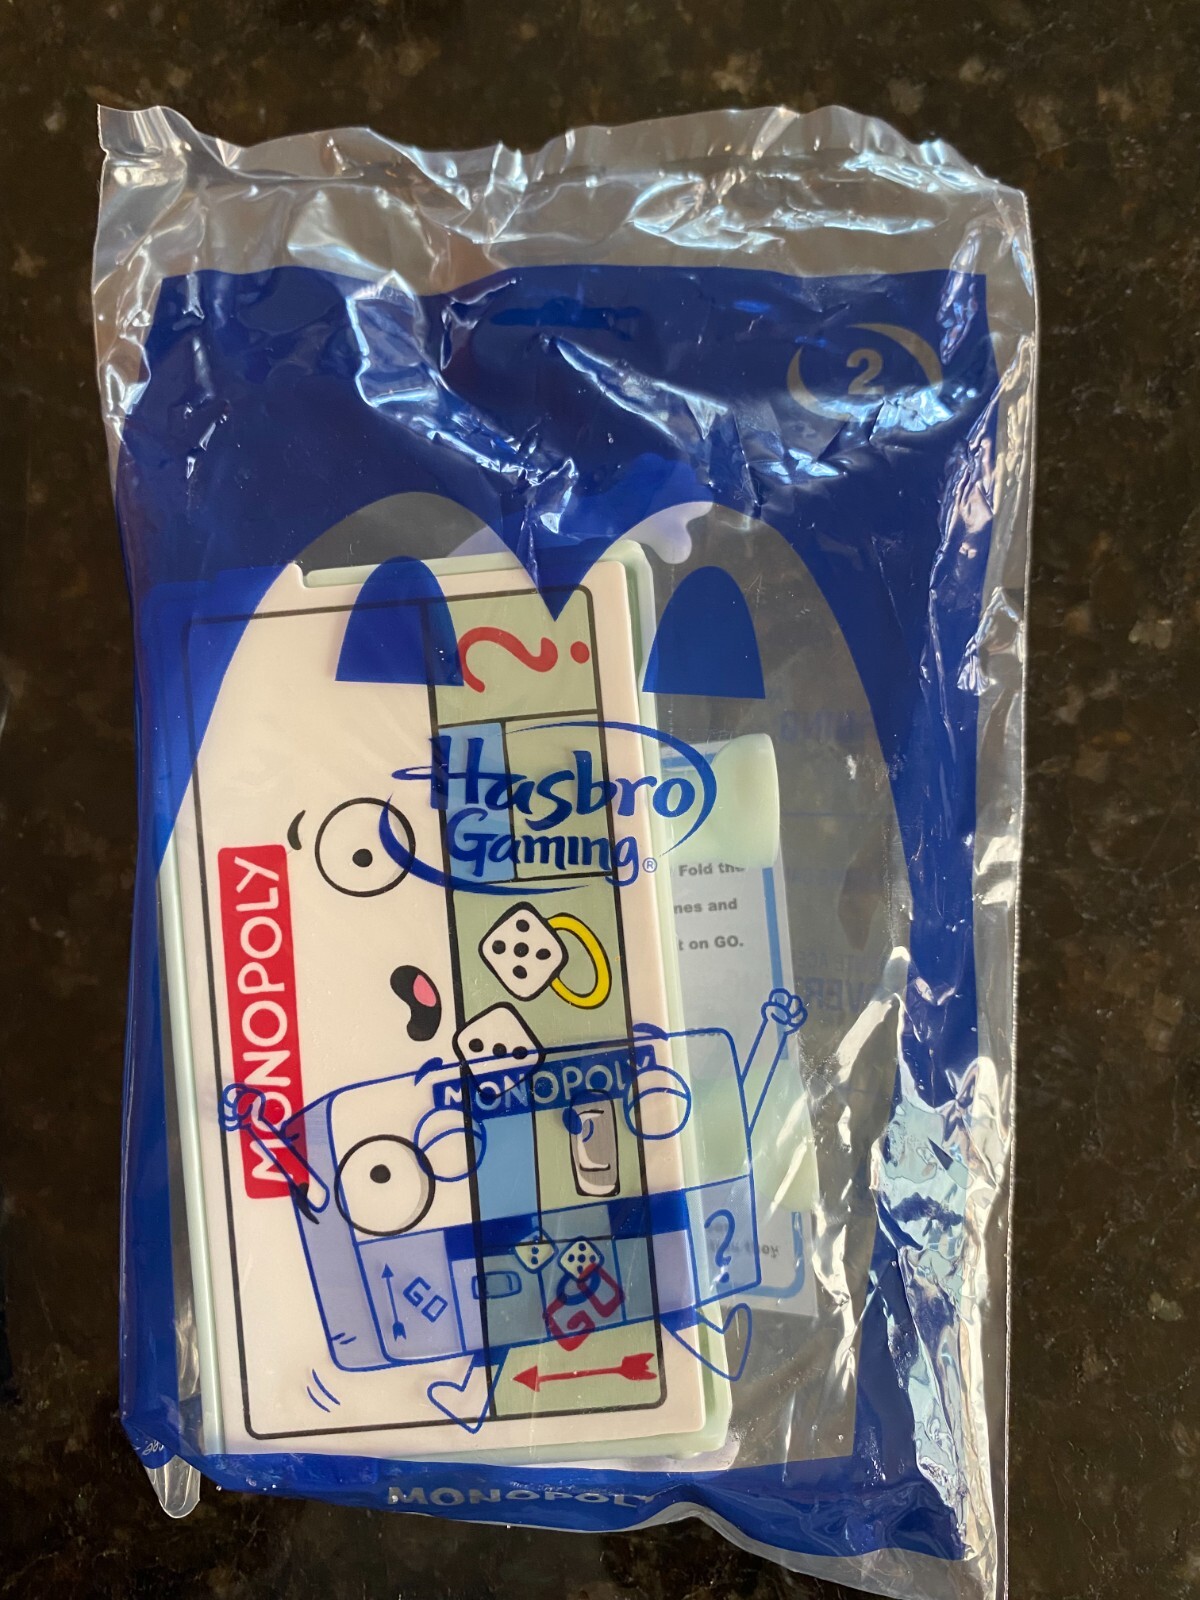 2
?
Hasbro
Gaming®
MONOPOLY
Fold the
nes and
t on GO.
MONOPOLY
GO
?
GO
MONOPOLY